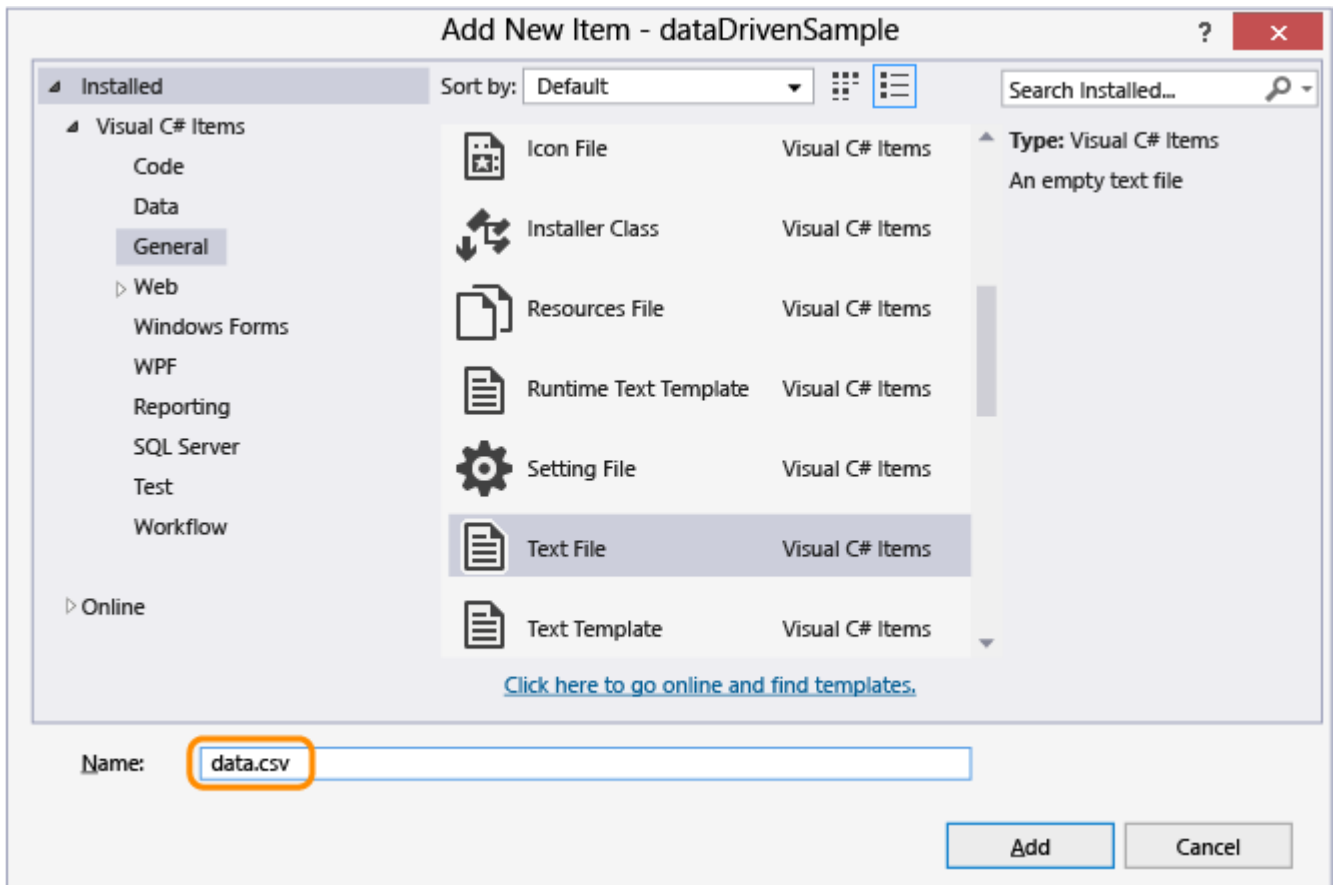 Add New Item - dataDrivenSample
?
Installed
Visual C# Items
Code
Data
General
Web
Windows Forms
WPF
Reporting
SQL Server
Test
Workflow
Online
Sort by: Default
Icon File Visual C# Items
Installer Class Visual C# Items
Resources File Visual C# Items
Runtime Text Template Visual C# Items
Setting File Visual C# Items
Text File Visual C# Items
Text Template Visual C# Items
Click here to go online and find templates.
Search Installed...
Type: Visual C# Items
An empty text file
Name: data.csv
Add Cancel